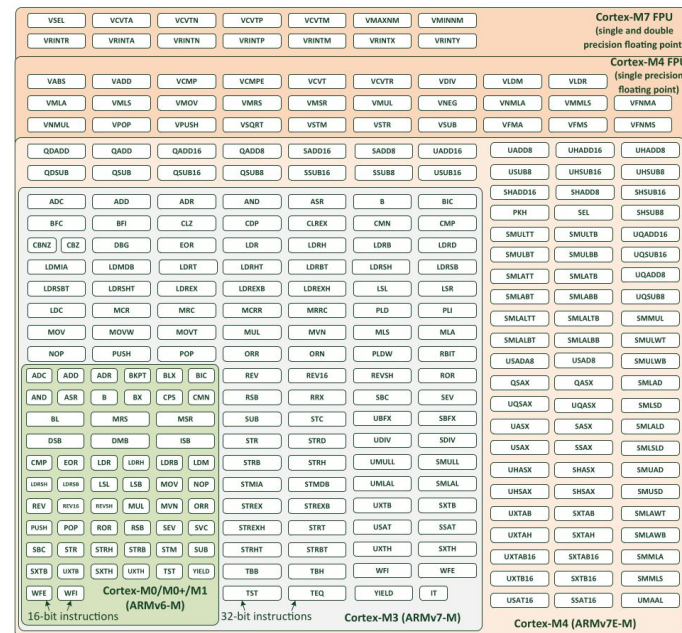 VSEL VCVTA VCVTN VCVTP VCVTM VMAXNM VMINNM Cortex-M7 FPU
(single and double
VRINTR VRINTA VRINTN VRINTP VRINTM VRINTX VRINTY precision floating point
Cortex-M4 FPU
VABS VADD VCMP VCMPE VCVT VCVTR VDIV VLDM VLDR (single precision
floating point)
VMLA VMLS VMOV VMRS VMSR VMUL VNEG VNMLA VMMLS VFNMA
VNMUL VPOP VPUSH VSQRT VSTM VSTR VSUB VFMA VFMS VFNMS
QDADD QADD QADD16 QADD8 SADD16 SADD8 UADD16 UADD8 UHADD16 UHADD8
QDSUB QSUB QSUB16 QSUB8 SSUB16 SSUB8 USUB16 USUB8 UHSUB16 UHSUB8
ADC ADD ADR AND ASR B BIC SHADD16 SHADD8 SHSUB16
BFC BFI CLZ CDP CLREX CMN CMP PKH SEL SHSUB8
CBNZ CBZ DBG EOR LDR LDRH LDRB LDRD SMULTT SMULTB UQADD16
LDMIA LDMDB LDRT LDRHT LDRBT LDRSH LDRSB SMULBT SMULBB UQSUB16
LDRSBT LDRSHT LDREX LDREXB LDREXH LSL LSR SMLATT SMLATB UQADD8
LDC MCR MRC MCRR MRRC PLD PLI SMLABT SMLABB UQSUB8
MOV MOVW MOVT MUL MVN MLS MLA SMLALTT SMLALTB SMMUL
NOP PUSH POP ORR ORN PLDW RBIT SMLALBT SMLALBB SMULWT
ADC ADD ADR BKPT BLX BIC REV REV16 REVSH ROR USADA8 USAD8 SMULWB
AND ASR B BX CPS CMN RSB RRX SBC SEV QSAX QASX SMLAD
BL MRS MSR SUB STC UBFX SBFX UQSAX UQASX SMLSD
DSB DMB ISB STR STRD UDIV SDIV UASX SASX SMLALD
CMP EOR LDR LDRH LDRB LDM STRB STRH UMULL SMULL USAX SSAX SMLSLD
LDRSH LDRSB LSL LSB MOV NOP STMIA STMDB UMLAL SMLAL UHASX SHASX SMUAD
REV REV16 REVSH MUL MVN ORR STREX STREXB UXTB SXTB UHSAX SHSAX SMUSD
PUSH POP ROR RSB SEV SVC STREXH STRT USAT SSAT UXTAB SXTAB SMLAWT
SBC STR STRH STRB STM SUB STRHT STRBT UXTH SXTH UXTAH SXTAH SMLAWB
SXTB UXTB SXTH UXTH TST YIELD TBB TBH WFI WFE UXTAB16 SXTAB16 SMMLA
WFE WFI Cortex-M0/M0+/M1 TST TEQ YIELD IT UXTB16 SXTB16 SMMLS
(ARMv6-M) USAT16 SSAT16 UMAAL
16-bit instructions 32-bit instructions Cortex-M3 (ARMv7-M) Cortex-M4 (ARMv7E-M)